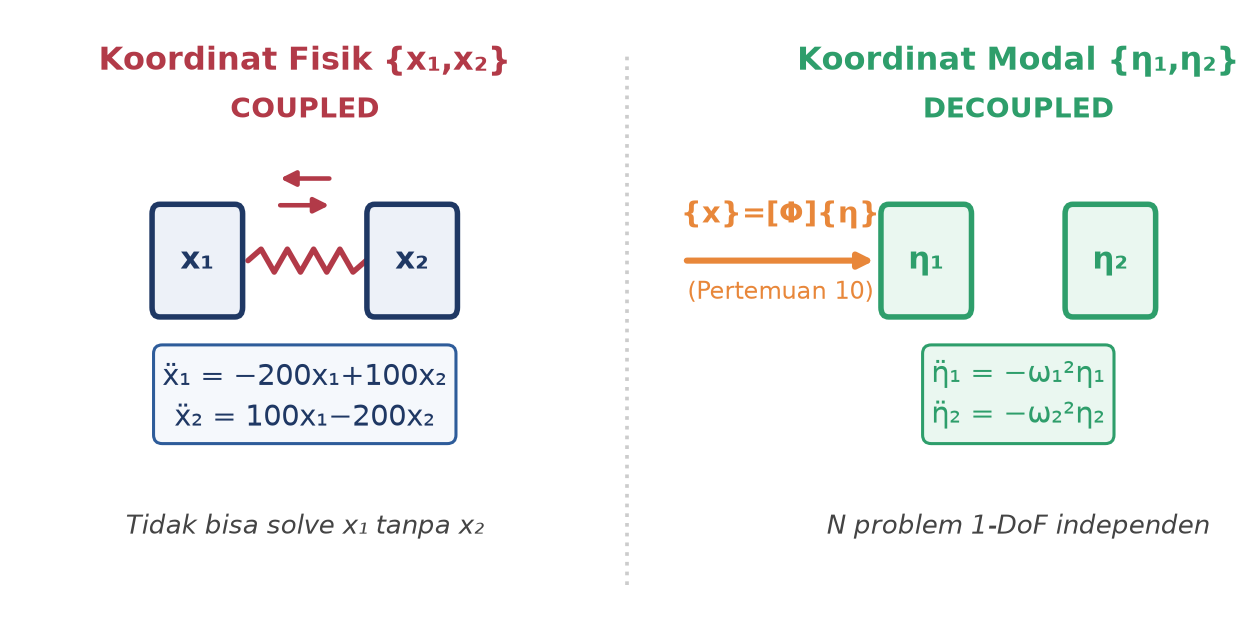 Koordinat Fisik {x₁,x₂}
COUPLED
x₁
x₂
ẍ₁ = −200x₁+100x₂
ẍ₂ = 100x₁−200x₂
Tidak bisa solve x₁ tanpa x₂
Koordinat Modal {η₁,η₂}
DECOUPLED
{x}=[Φ]{η}
(Pertemuan 10)
η₁
η₂
η̈₁ = −ω₁²η₁
η̈₂ = −ω₂²η₂
N problem 1-DoF independen